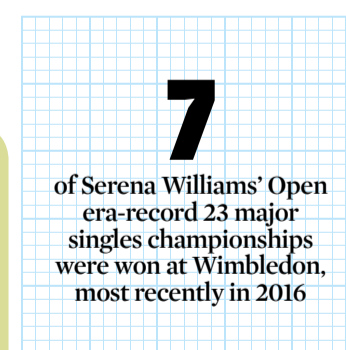 7
of Serena Williams’ Open
era-record 23 major
singles championships
were won at Wimbledon,
most recently in 2016